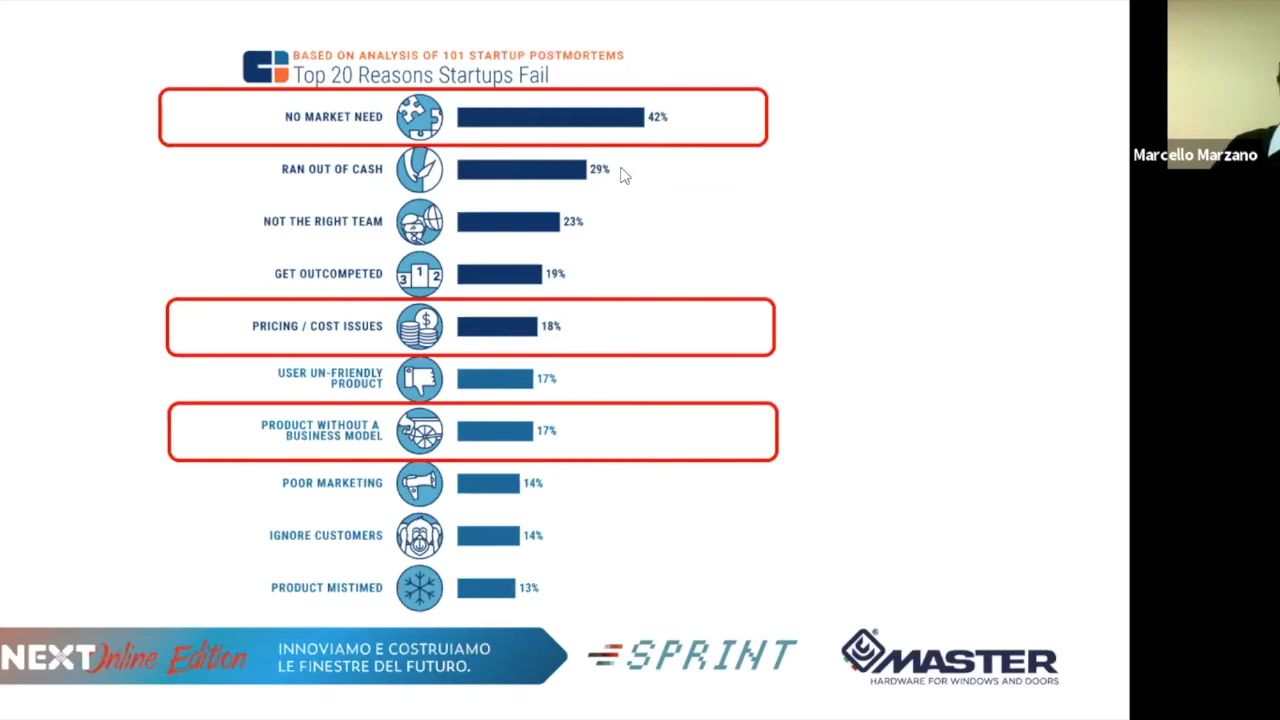 BASED ON ANALYSIS OF 101 STARTUP POSTMORTEMS
Top 20 Reasons Startups Fail
NO MARKET NEED 42%
RAN OUT OF CASH 29%
NOT THE RIGHT TEAM 23%
GET OUTCOMPETED 3 1 2 19%
PRICING / COST ISSUES $ 18%
USER UN-FRIENDLY
PRODUCT 17%
PRODUCT WITHOUT A
BUSINESS MODEL 17%
POOR MARKETING 14%
IGNORE CUSTOMERS 14%
PRODUCT MISTIMED 13%
Marcello Marzano
NEXT Online Edition
INNOVIAMO E COSTRUIAMO
LE FINESTRE DEL FUTURO.
SPRINT
MASTER®
HARDWARE FOR WINDOWS AND DOORS